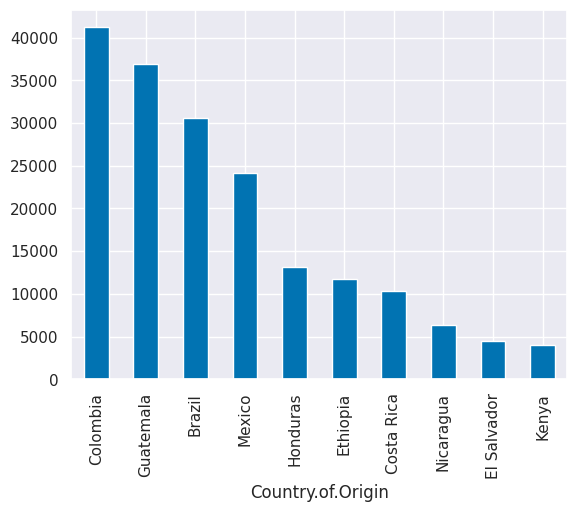 40000
35000
30000
25000
20000
15000
10000
5000
0
Colombia
Guatemala
Brazil
Mexico
Honduras
Ethiopia
Costa Rica
Nicaragua
El Salvador
Kenya
Country.of.Origin